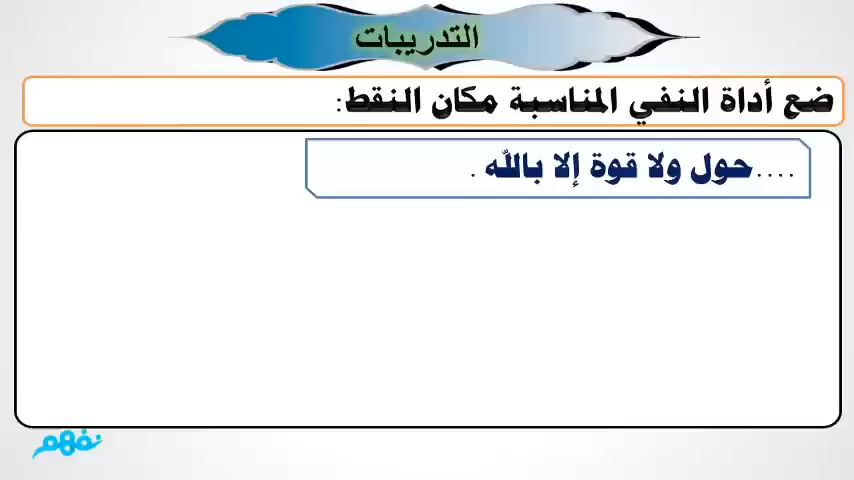 التدريبات
ضع أداة النفي المناسبة مكان النقط:
....حول ولا قوة إلا بالله .
نفهم